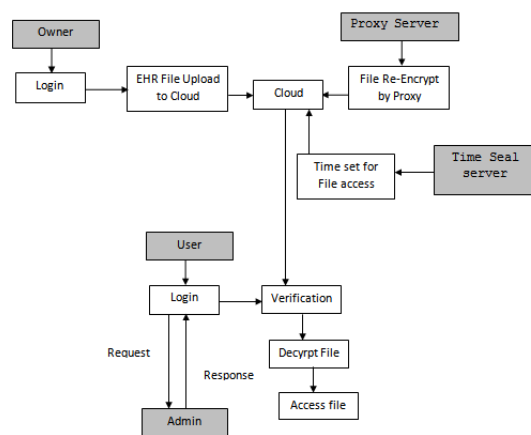 Owner
Proxy Server
Login
EHR File Upload
to Cloud
Cloud
File Re-Encrypt
by Proxy
Time set for
File access
Time Seal
server
User
Login
Verification
Request
Response
Decyrpt File
Admin
Access file